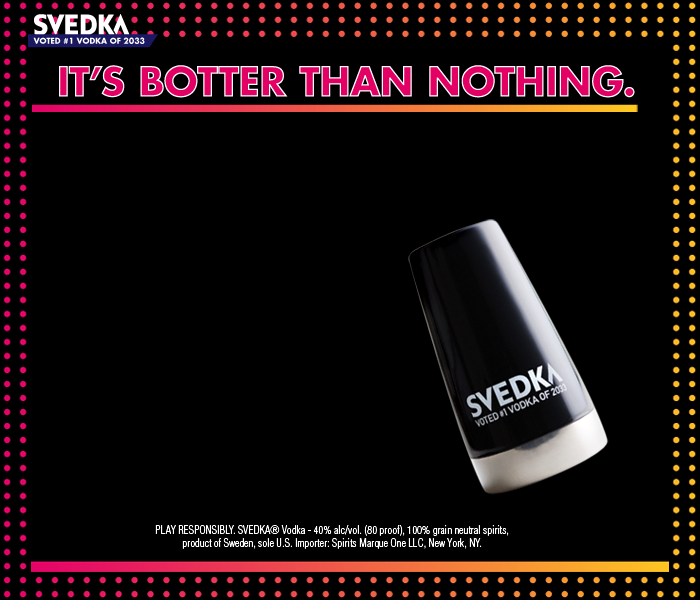 SVEDKA
VOTED #1 VODKA OF 2033
IT'S BOTTER THAN NOTHING.
SVEDKA
VOTED #1 VODKA OF 2033
PLAY RESPONSIBLY. SVEDKA® Vodka - 40% alc/vol. (80 proof), 100% grain neutral spirits,
product of Sweden, sole U.S. Importer: Spirits Marque One LLC, New York, NY.